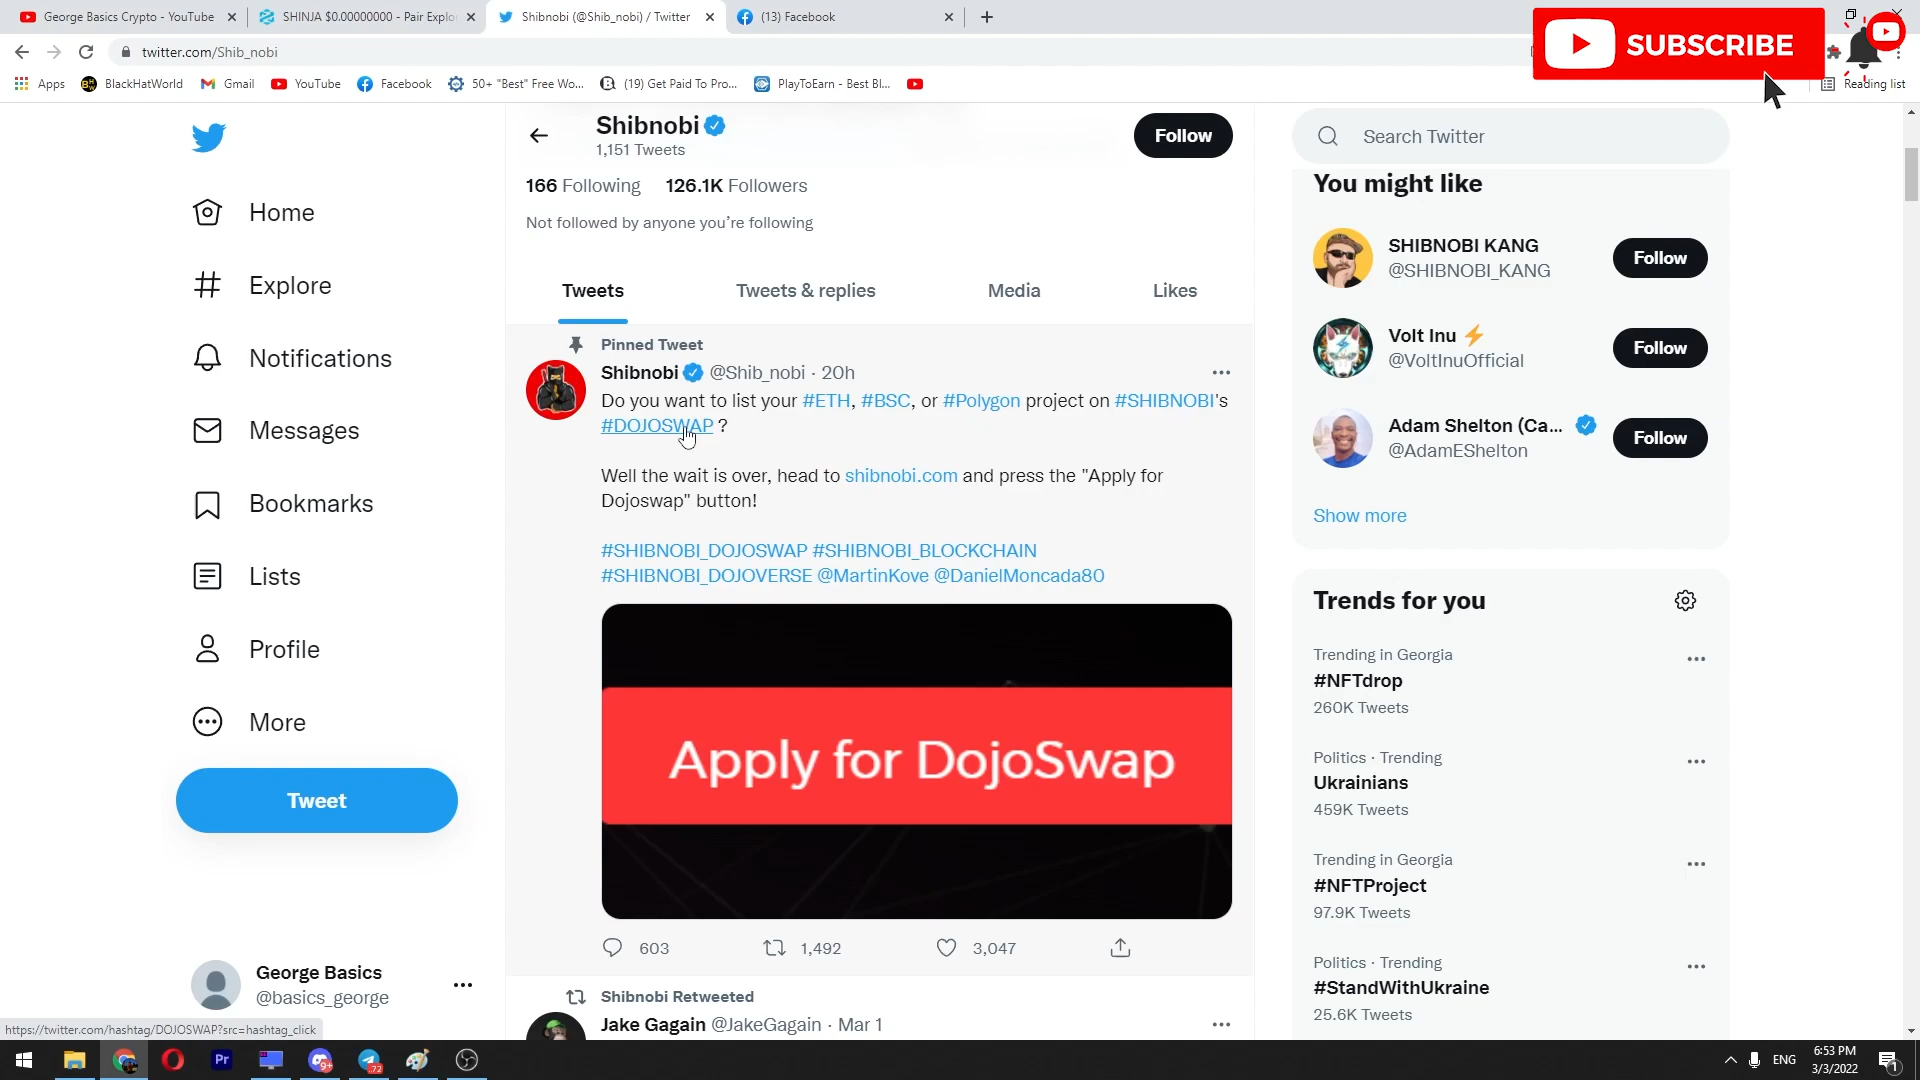 George Basics Crypto - YouTube
SHINJA $0.00000000 - Pair Explo
Shibnobi (@Shib_nobi) / Twitter
(13) Facebook
twitter.com/Shib_nobi
SUBSCRIBE
Apps
BlackHatWorld
Gmail
YouTube
Facebook
50+ "Best" Free Wo...
(19) Get Paid To Pro...
PlayToEarn - Best Bl...
Reading list
Home
Explore
Notifications
Messages
Bookmarks
Lists
Profile
More
Tweet
George Basics
@basics_george
Shibnobi
1,151 Tweets
Follow
166 Following 126.1K Followers
Not followed by anyone you’re following
Tweets Tweets & replies Media Likes
Pinned Tweet
Shibnobi @Shib_nobi · 20h
Do you want to list your #ETH, #BSC, or #Polygon project on #SHIBNOBI's
#DOJOSWAP ?
Well the wait is over, head to shibnobi.com and press the "Apply for
Dojoswap" button!
#SHIBNOBI_DOJOSWAP #SHIBNOBI_BLOCKCHAIN
#SHIBNOBI_DOJOVERSE @MartinKove @DanielMoncada80
Apply for DojoSwap
603 1,492 3,047
Shibnobi Retweeted
Jake Gagain @JakeGagain · Mar 1
Search Twitter
You might like
SHIBNOBI KANG
@SHIBNOBI_KANG
Follow
Volt Inu
@VoltInuOfficial
Follow
Adam Shelton (Ca...
@AdamEShelton
Follow
Show more
Trends for you
Trending in Georgia
#NFTdrop
260K Tweets
Politics · Trending
Ukrainians
459K Tweets
Trending in Georgia
#NFTProject
97.9K Tweets
Politics · Trending
#StandWithUkraine
25.6K Tweets
https://twitter.com/hashtag/DOJOSWAP?src=hashtag_click
Pr
9+
72
ENG
6:53 PM
3/3/2022
1